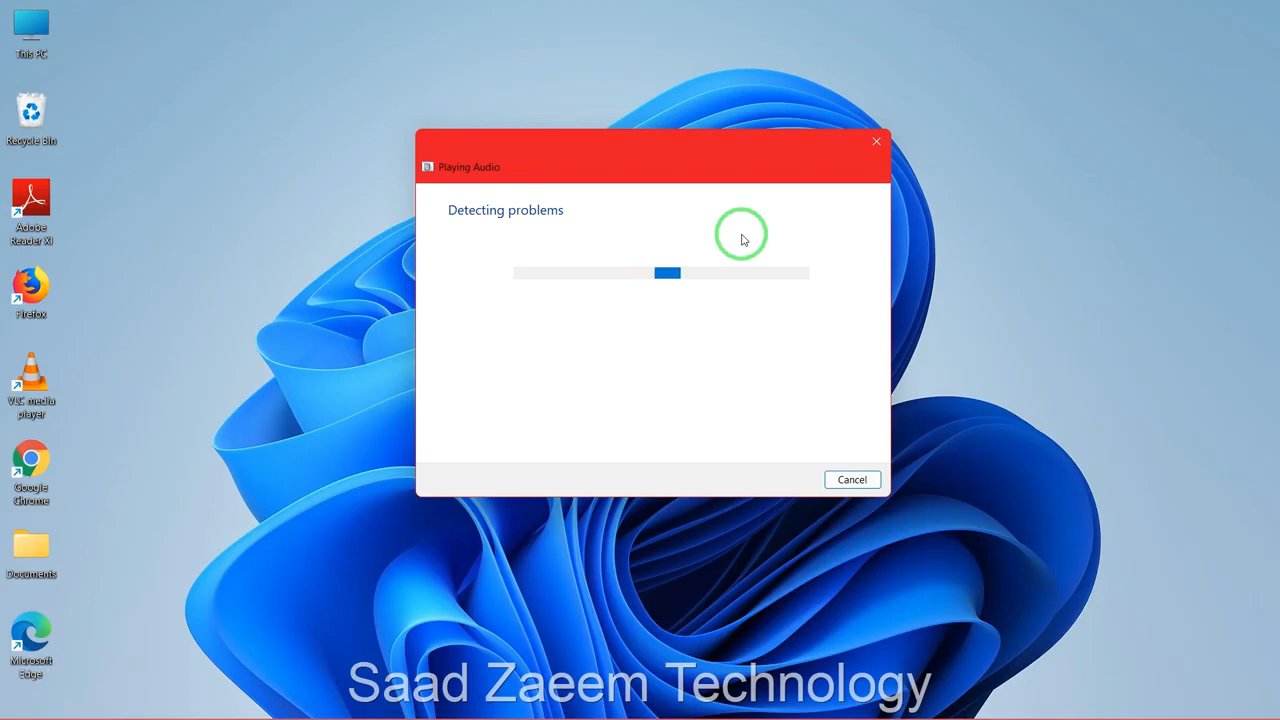 This PC
Recycle Bin
Adobe
Reader XI
Firefox
VLC media
player
Google
Chrome
Documents
Microsoft
Edge
Playing Audio
Detecting problems
Cancel
Saad Zaeem Technology